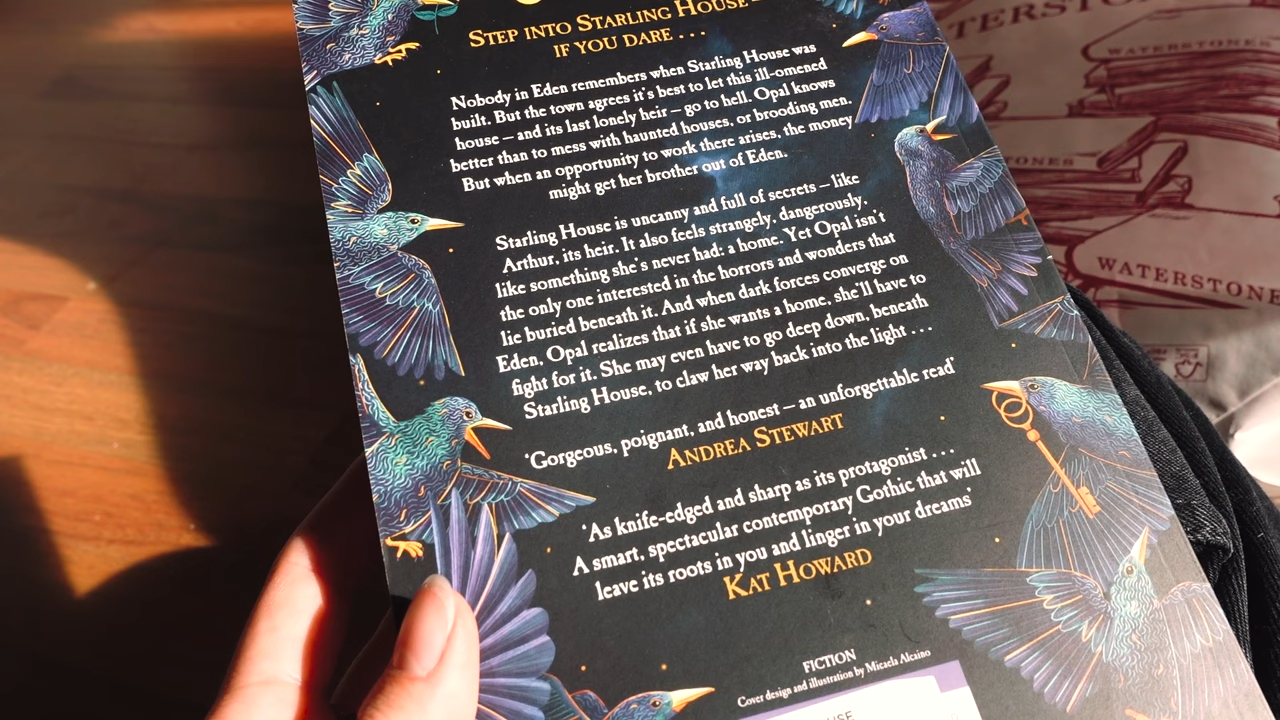 STEP INTO STARLING HOUSE –
IF YOU DARE . . .
Nobody in Eden remembers when Starling House was
built. But the town agrees it's best to let this ill-omened
house – and its last lonely heir – go to hell. Opal knows
better than to mess with haunted houses, or brooding men.
But when an opportunity to work there arises, the money
might get her brother out of Eden.
Starling House is uncanny and full of secrets – like
Arthur, its heir. It also feels strangely, dangerously,
like something she's never had: a home. Yet Opal isn't
the only one interested in the horrors and wonders that
lie buried beneath it. And when dark forces converge on
Eden, Opal realizes that if she wants a home, she'll have to
fight for it. She may even have to go deep down, beneath
Starling House, to claw her way back into the light . . .
'Gorgeous, poignant, and honest – an unforgettable read'
ANDREA STEWART
'As knife-edged and sharp as its protagonist . . .
A smart, spectacular contemporary Gothic that will
leave its roots in you and linger in your dreams'
KAT HOWARD
FICTION
Cover design and illustration by Micaela Alcaino
WATERSTONES
WATERSTONES